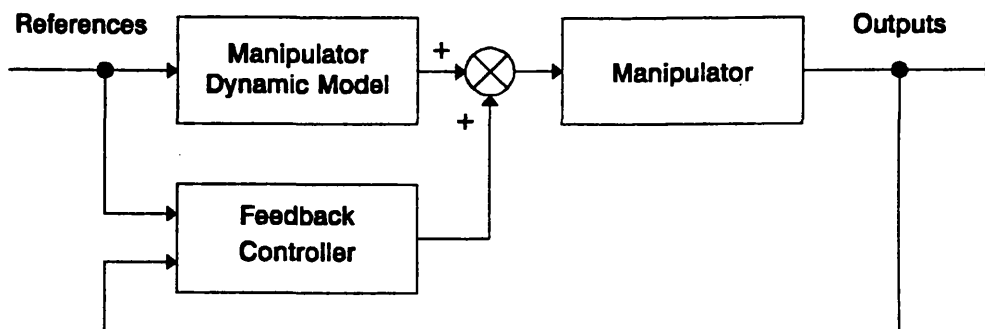 References
Outputs
Manipulator
Dynamic Model
+
Manipulator
+
Feedback
Controller